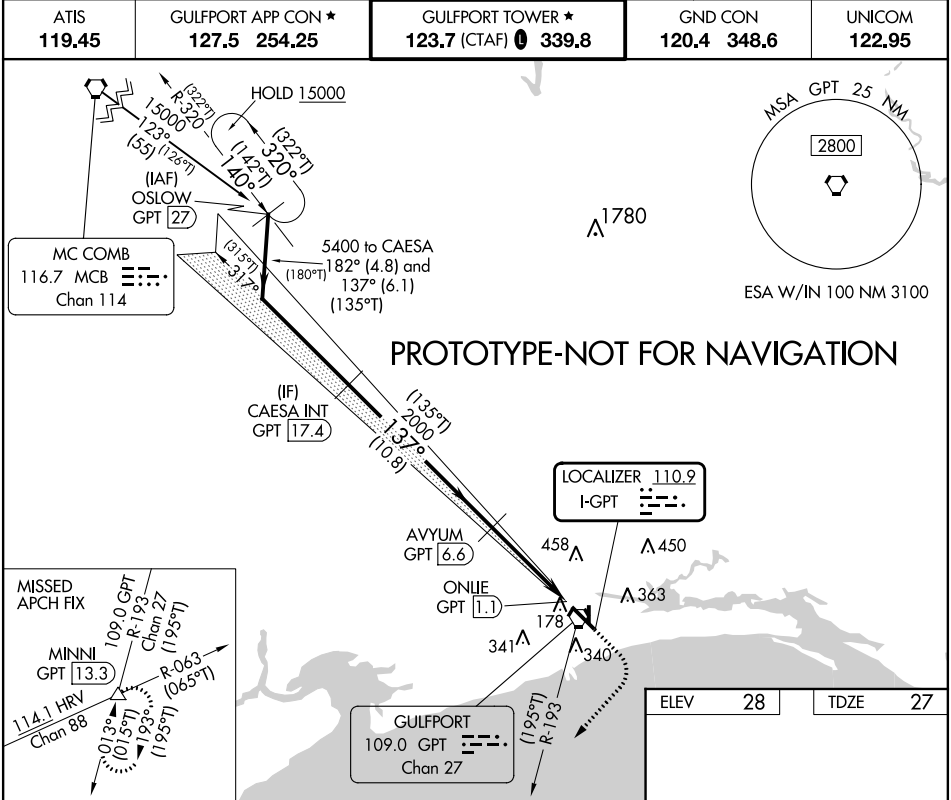 ATIS
119.45
GULFPORT APP CON ★
127.5 254.25
GULFPORT TOWER ★
123.7 (CTAF) L 339.8
GND CON
120.4 348.6
UNICOM
122.95
HOLD 15000
R-320
(322°T)
15000
123° (126°T)
(55)
(322°T)
320°
(142°T)
140°
(IAF)
OSLOW
GPT 27
MC COMB
116.7 MCB
Chan 114
(315°T)
317°
(180°T)
5400 to CAESA
182° (4.8) and
137° (6.1)
(135°T)
1780
MSA GPT 25 NM
2800
ESA W/IN 100 NM 3100
PROTOTYPE-NOT FOR NAVIGATION
(IF)
CAESA INT
GPT 17.4
(135°T)
2000
137°
(10.8)
LOCALIZER 110.9
I-GPT
AVYUM
GPT 6.6
458
450
ONLIE
GPT 1.1
363
178
341
340
MISSED
APCH FIX
109.0 GPT
R-193
Chan 27
(195°T)
MINNI
GPT 13.3
R-063
(065°T)
114.1 HRV
Chan 88
013°
(015°T)
193°
(195°T)
GULFPORT
109.0 GPT
Chan 27
(195°T)
R-193
ELEV 28
TDZE 27